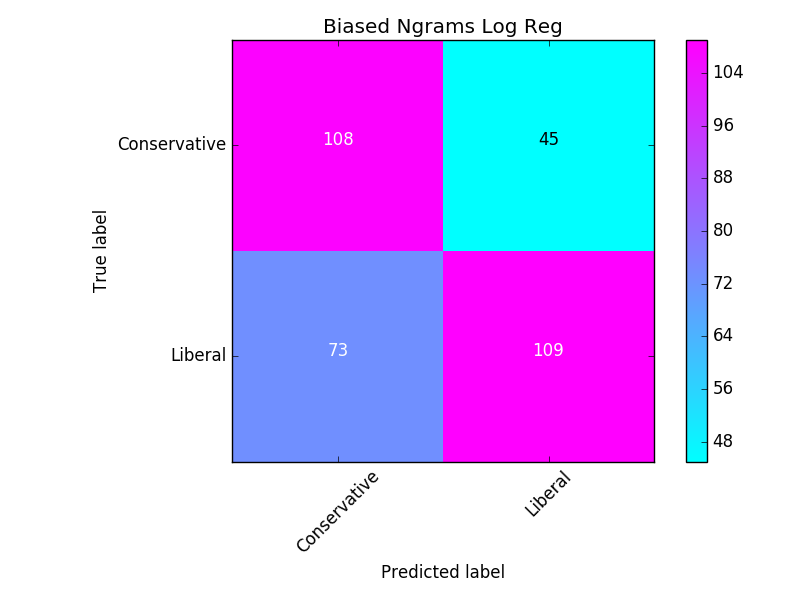 Biased Ngrams Log Reg
True label
Conservative
Liberal
108
45
73
109
Conservative
Liberal
Predicted label
104
96
88
80
72
64
56
48